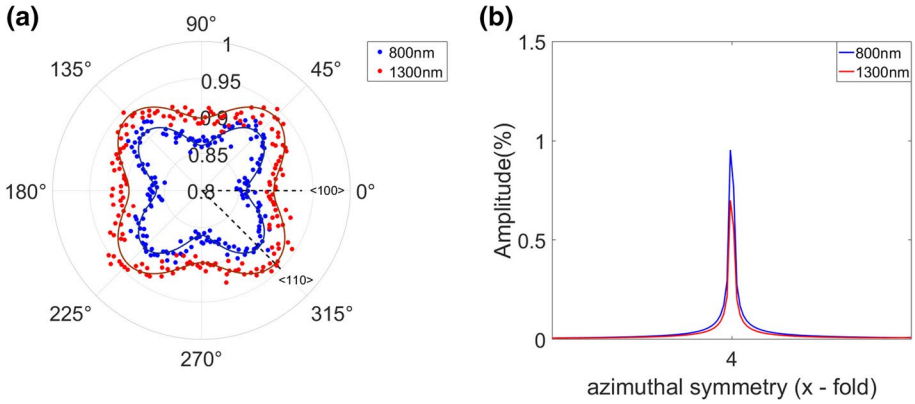 (a)
90°
1
800nm
1300nm
135°
45°
0.95
0.9
0.85
180°
0.8
<100>
0°
<110>
225°
315°
270°
(b)
1.5
800nm
1300nm
1
Amplitude(%)
0.5
0
4
azimuthal symmetry (x - fold)